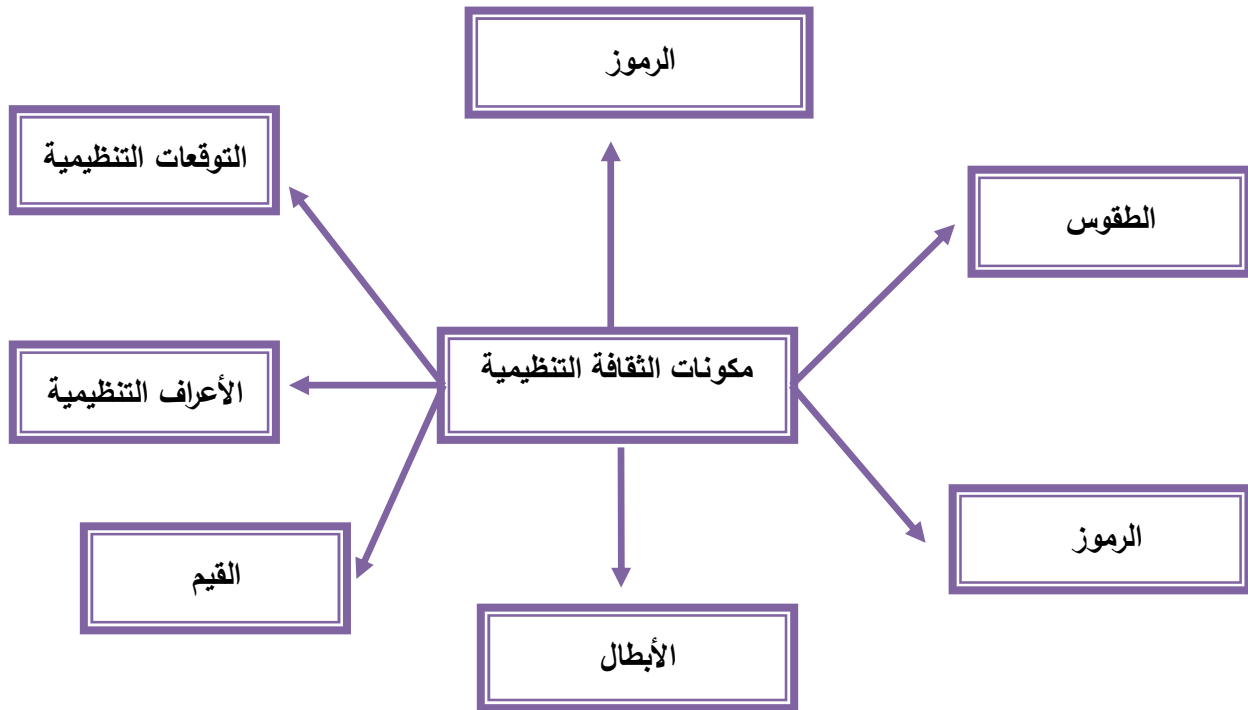 الرموز
التوقعات التنظيمية
الطقوس
مكونات الثقافة التنظيمية
الأعراف التنظيمية
الرموز
القيم
الأبطال